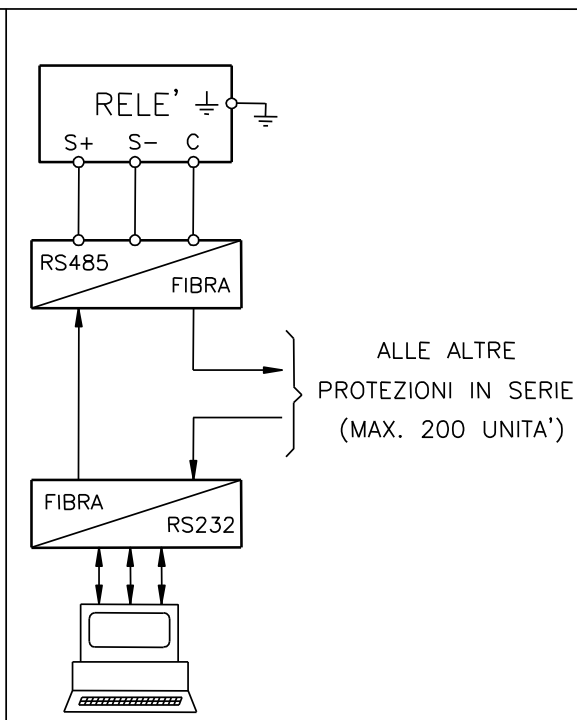 RELE'
S+ S- C
RS485
FIBRA
ALLE ALTRE
PROTEZIONI IN SERIE
(MAX. 200 UNITA')
FIBRA
RS232